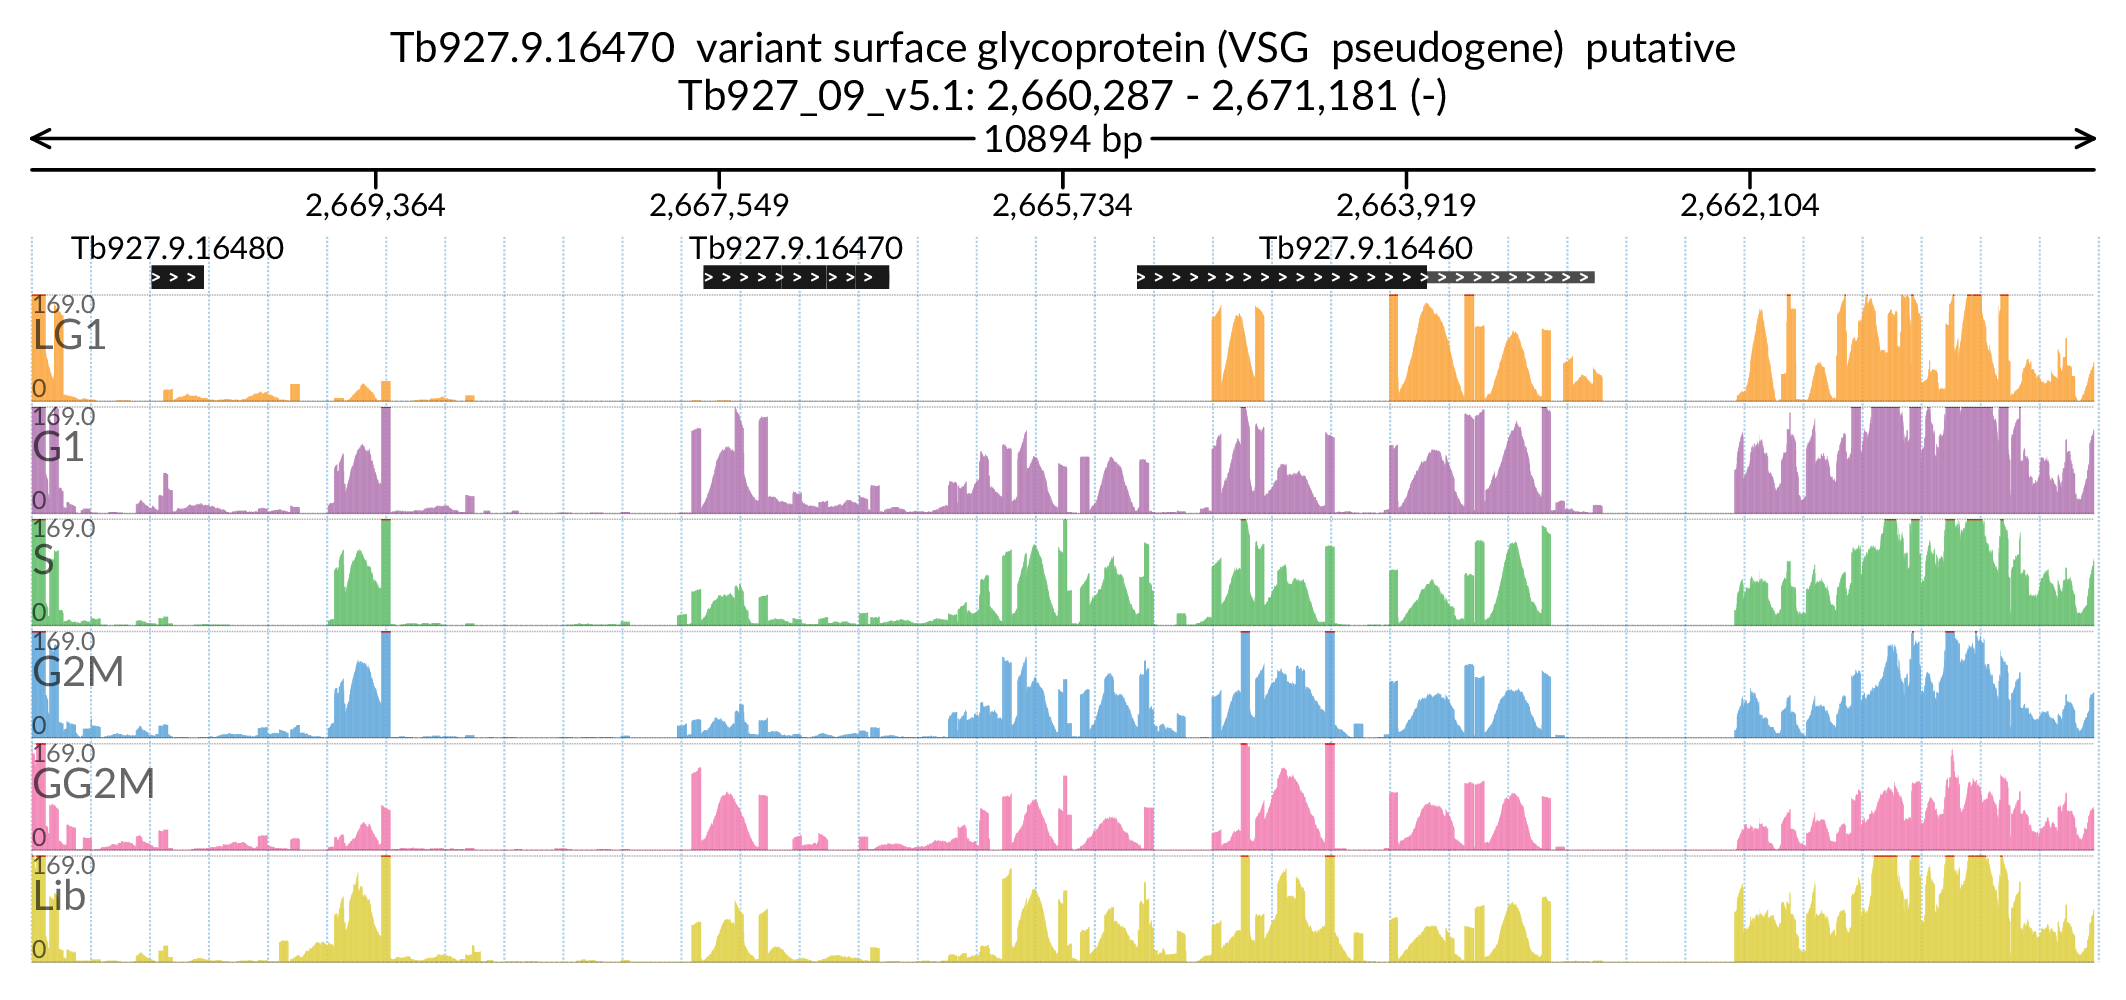 Tb927.9.16470 variant surface glycoprotein (VSG pseudogene) putative
Tb927_09_v5.1: 2,660,287 - 2,671,181 (-)
10894 bp
2,669,364 2,667,549 2,665,734 2,663,919 2,662,104
Tb927.9.16480 Tb927.9.16470 Tb927.9.16460
169.0
LG1
0
169.0
G1
0
169.0
S
0
169.0
G2M
0
169.0
GG2M
0
169.0
Lib
0